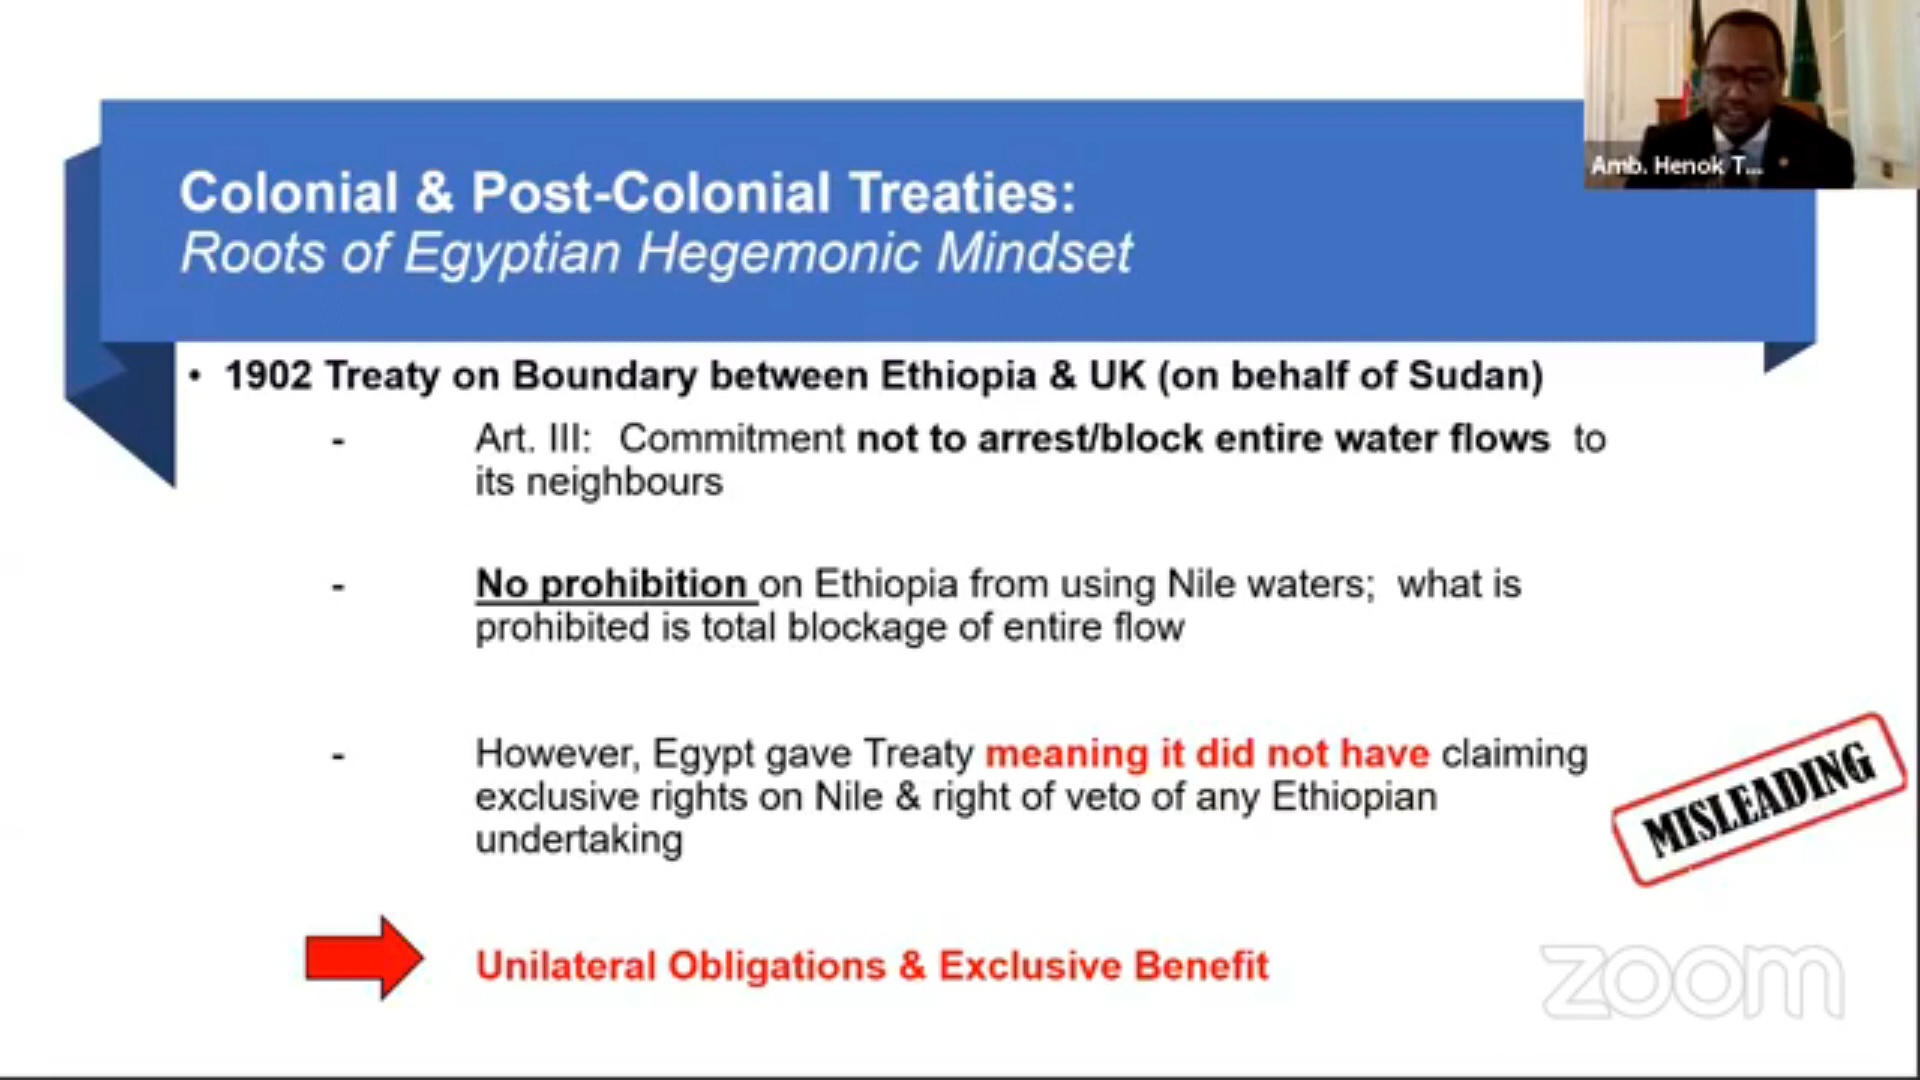 Amb. Henok T...
Colonial & Post-Colonial Treaties:
Roots of Egyptian Hegemonic Mindset
• 1902 Treaty on Boundary between Ethiopia & UK (on behalf of Sudan)
- Art. III: Commitment not to arrest/block entire water flows to
its neighbours
- No prohibition on Ethiopia from using Nile waters; what is
prohibited is total blockage of entire flow
- However, Egypt gave Treaty meaning it did not have claiming
exclusive rights on Nile & right of veto of any Ethiopian
undertaking
MISLEADING
Unilateral Obligations & Exclusive Benefit
zoom